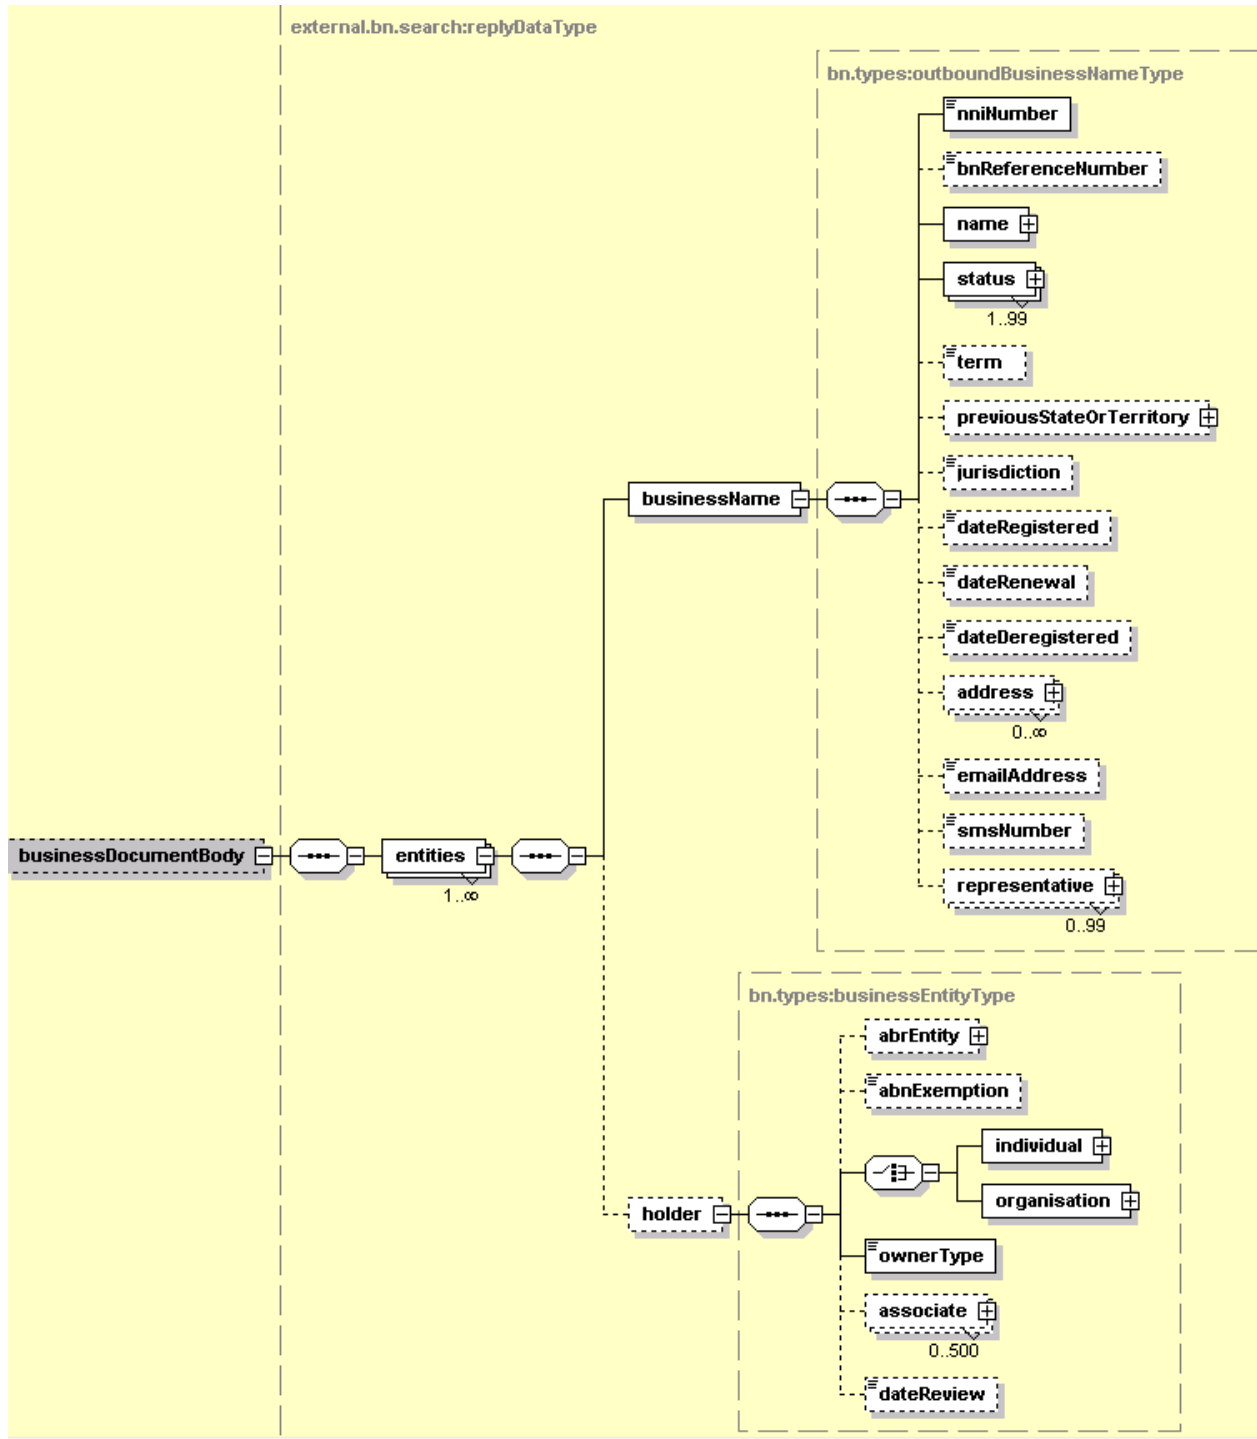 external.bn.search:replyDataType
bn.types:outboundBusinessNameType
nniNumber
bnReferenceNumber
name
status
1..99
term
previousStateOrTerritory
jurisdiction
businessName
dateRegistered
dateRenewal
dateDeregistered
address
0..∞
emailAddress
smsNumber
businessDocumentBody
entities
1..∞
representative
0..99
bn.types:businessEntityType
abrEntity
abnExemption
individual
organisation
holder
ownerType
associate
0..500
dateReview